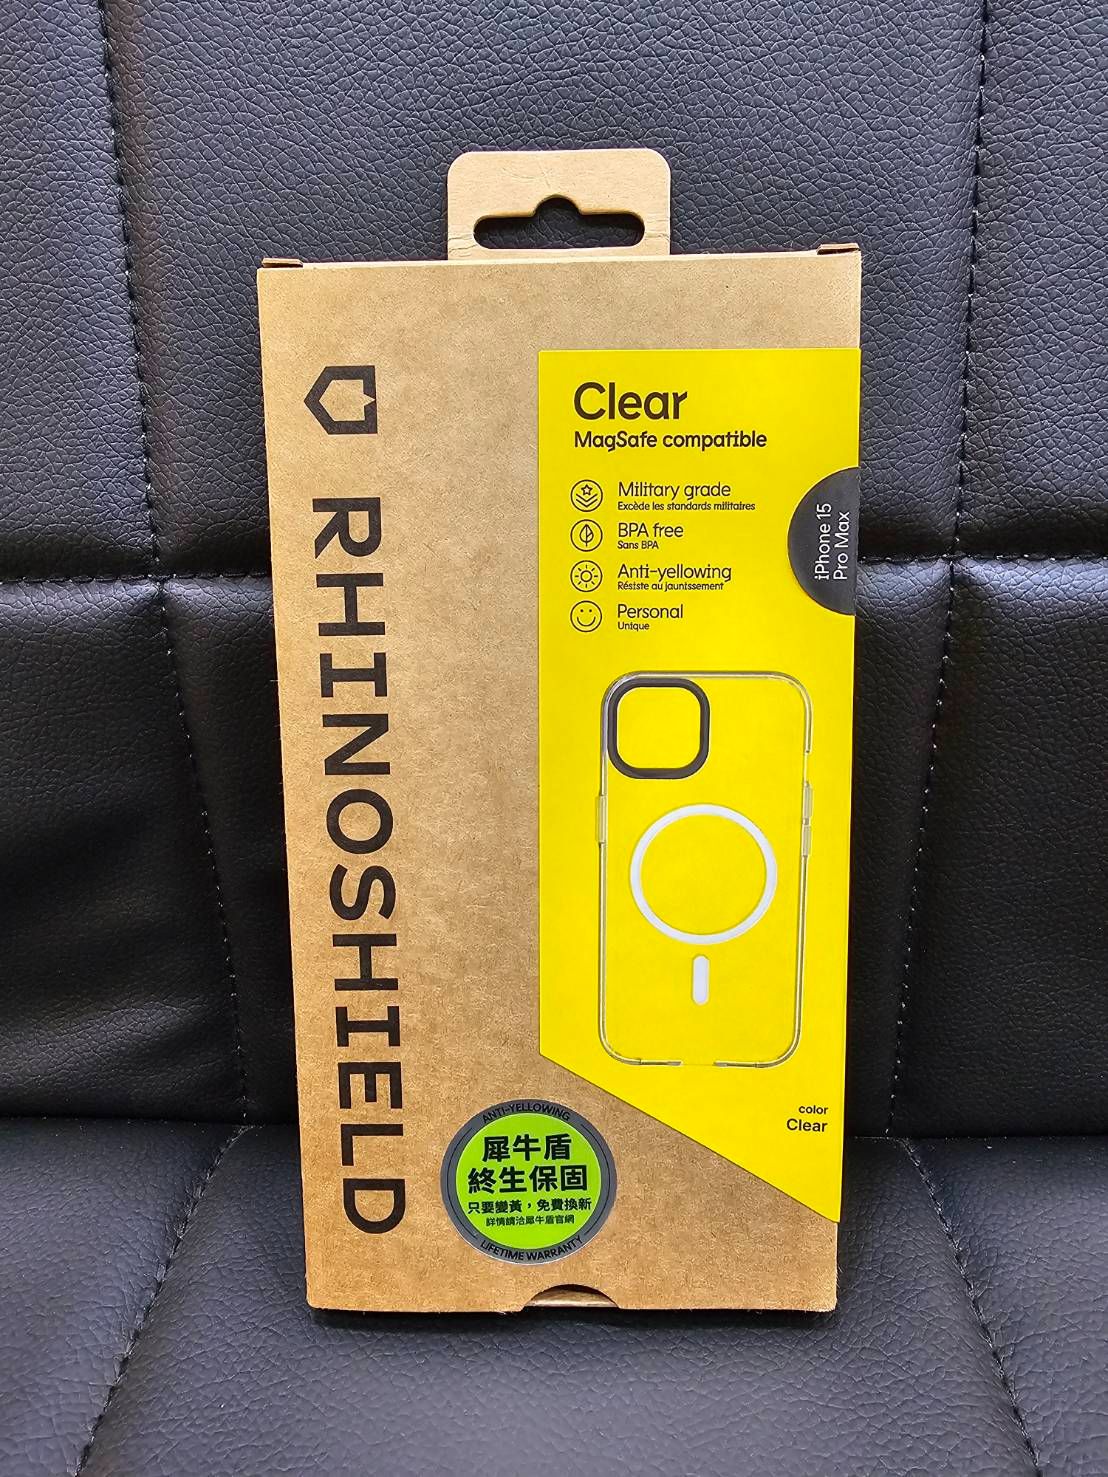 RHINOSHIELD
Clear
MagSafe compatible
Military grade
Excède les standards militaires
BPA free
Sans BPA
Anti-yellowing
Résiste au jaunissement
Personal
Unique
iPhone 15
Pro Max
color
Clear
ANTI-YELLOWING
犀牛盾
終生保固
只要變黃，免費換新
詳情請洽犀牛盾官網
LIFETIME WARRANTY